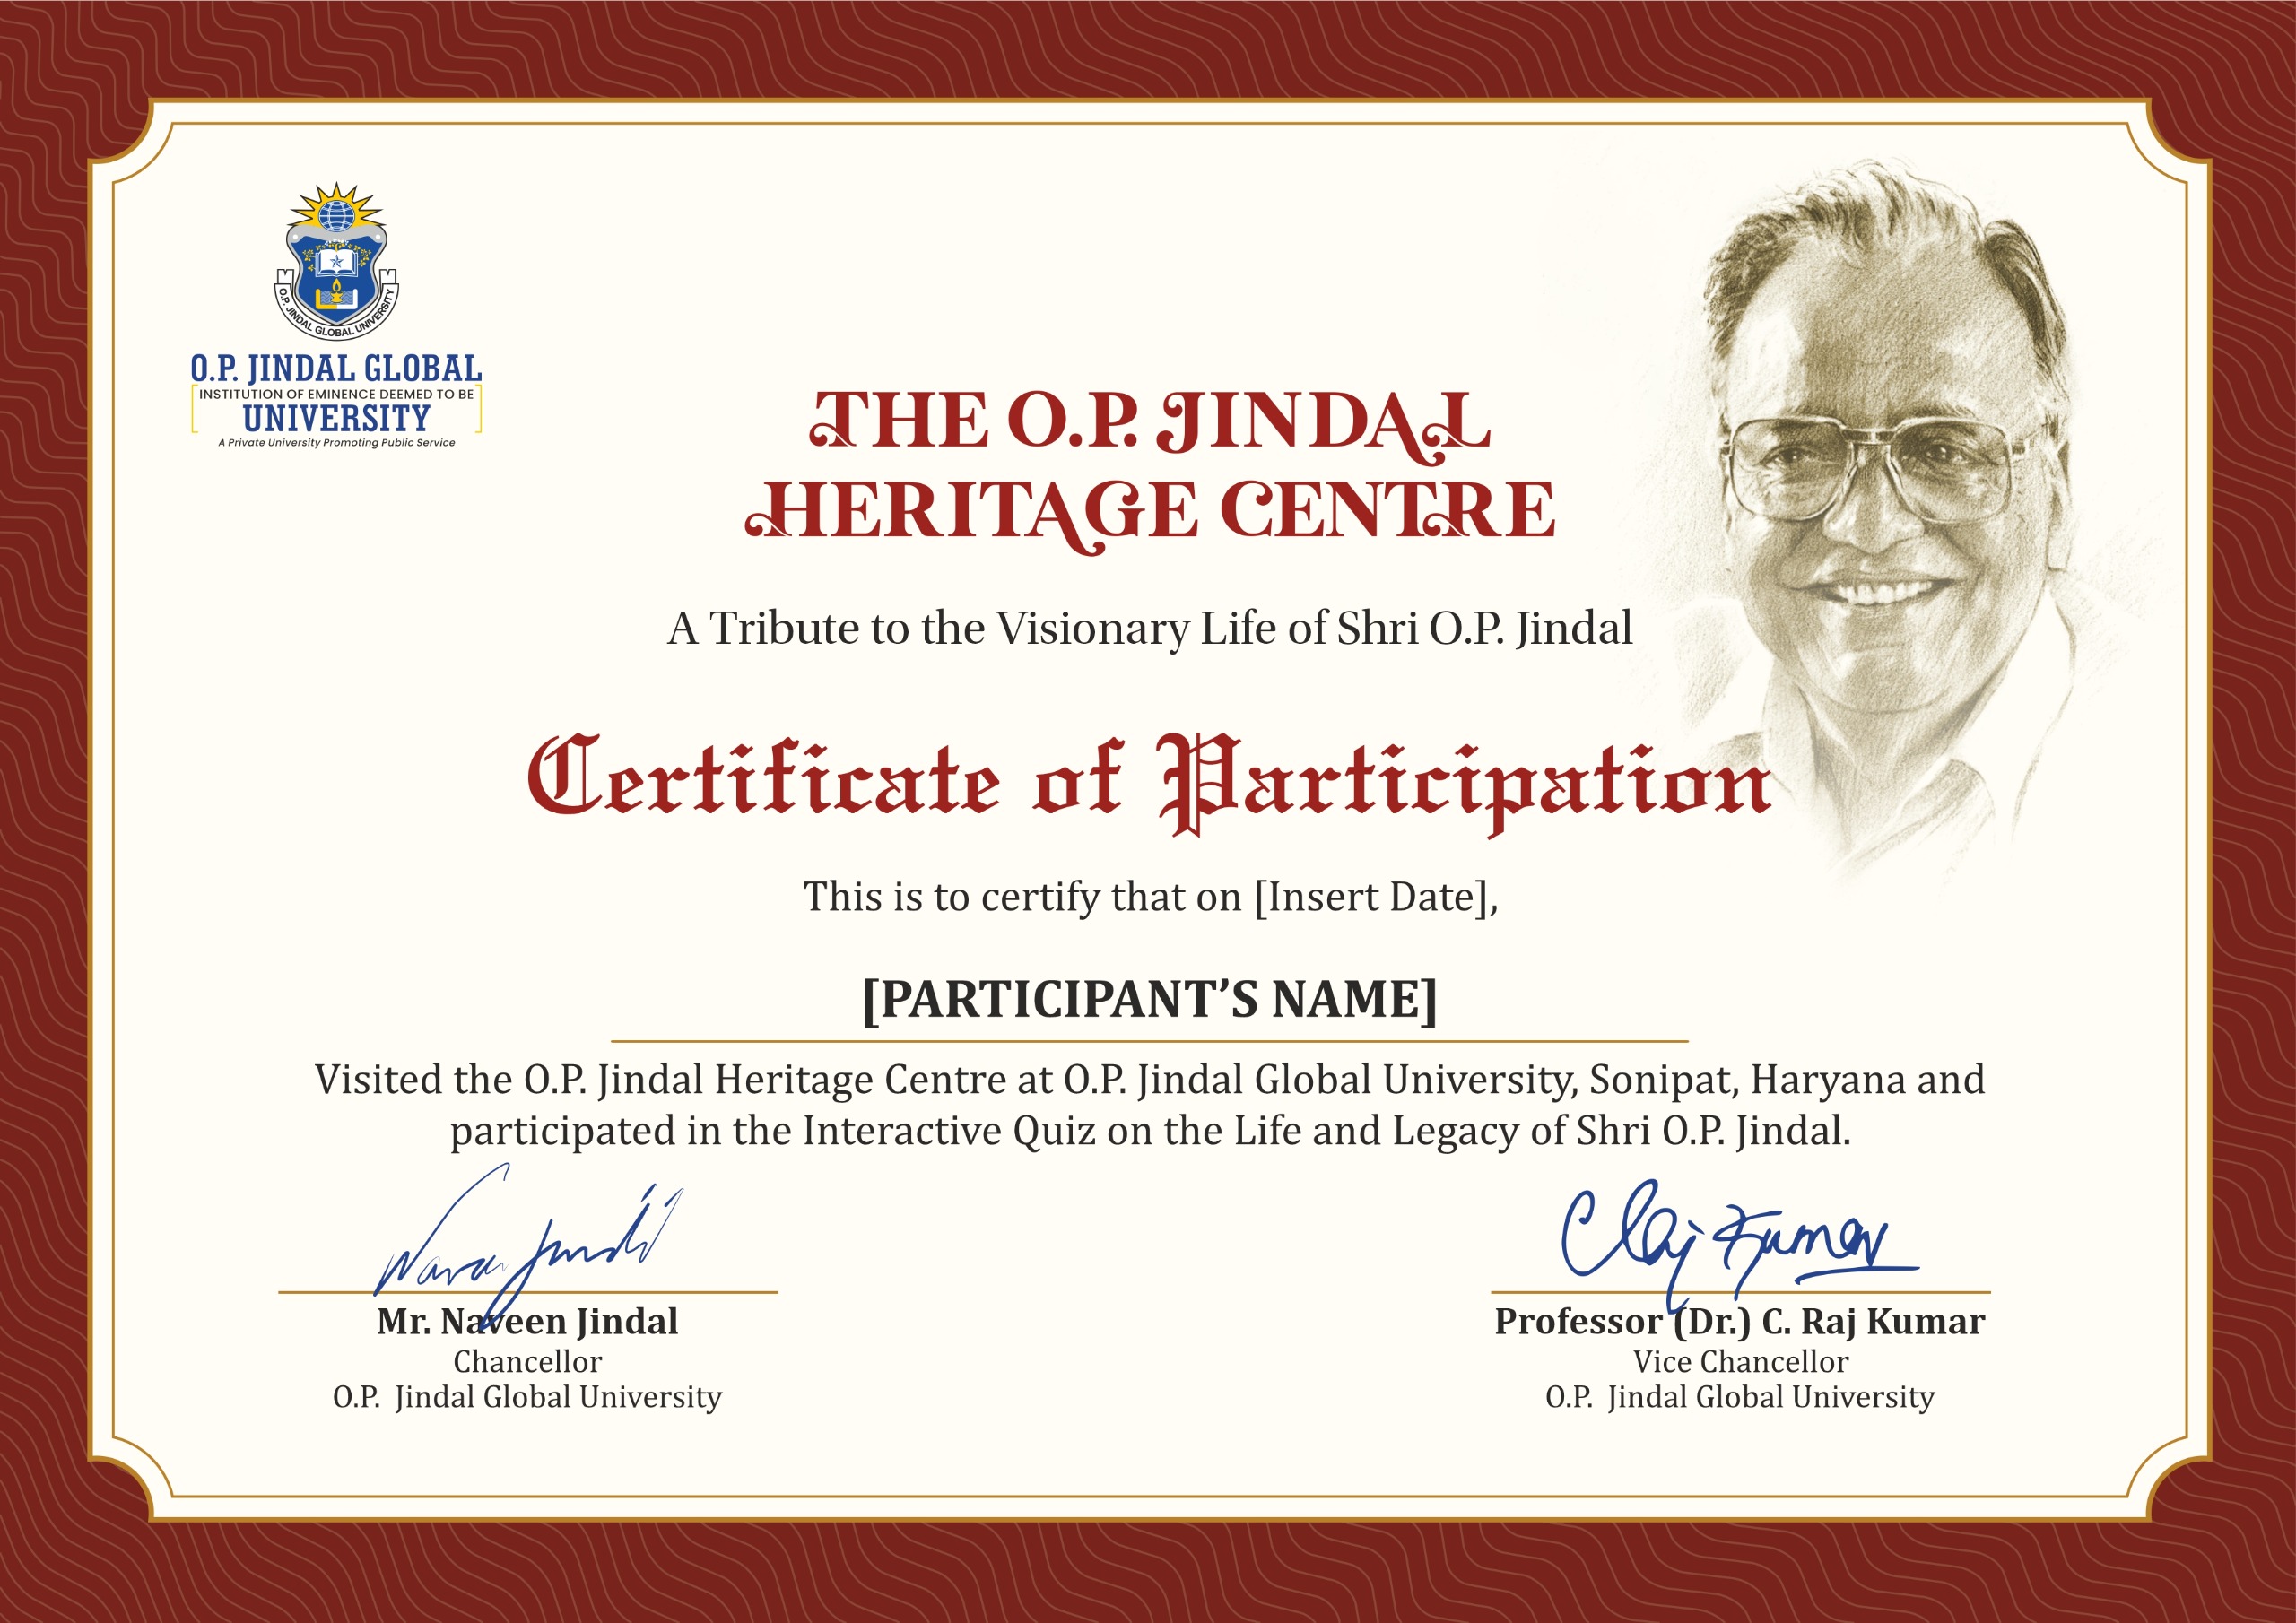 O.P. JINDAL GLOBAL UNIVERSITY
O.P. JINDAL GLOBAL
INSTITUTION OF EMINENCE DEEMED TO BE
UNIVERSITY
A Private University Promoting Public Service
THE O.P. JINDAL
HERITAGE CENTRE
A Tribute to the Visionary Life of Shri O.P. Jindal
Certificate of Participation
This is to certify that on [Insert Date],
[PARTICIPANT’S NAME]
Visited the O.P. Jindal Heritage Centre at O.P. Jindal Global University, Sonipat, Haryana and
participated in the Interactive Quiz on the Life and Legacy of Shri O.P. Jindal.
Naveen Jindal
C Raj Kumar
Mr. Naveen Jindal
Chancellor
O.P. Jindal Global University
Professor (Dr.) C. Raj Kumar
Vice Chancellor
O.P. Jindal Global University